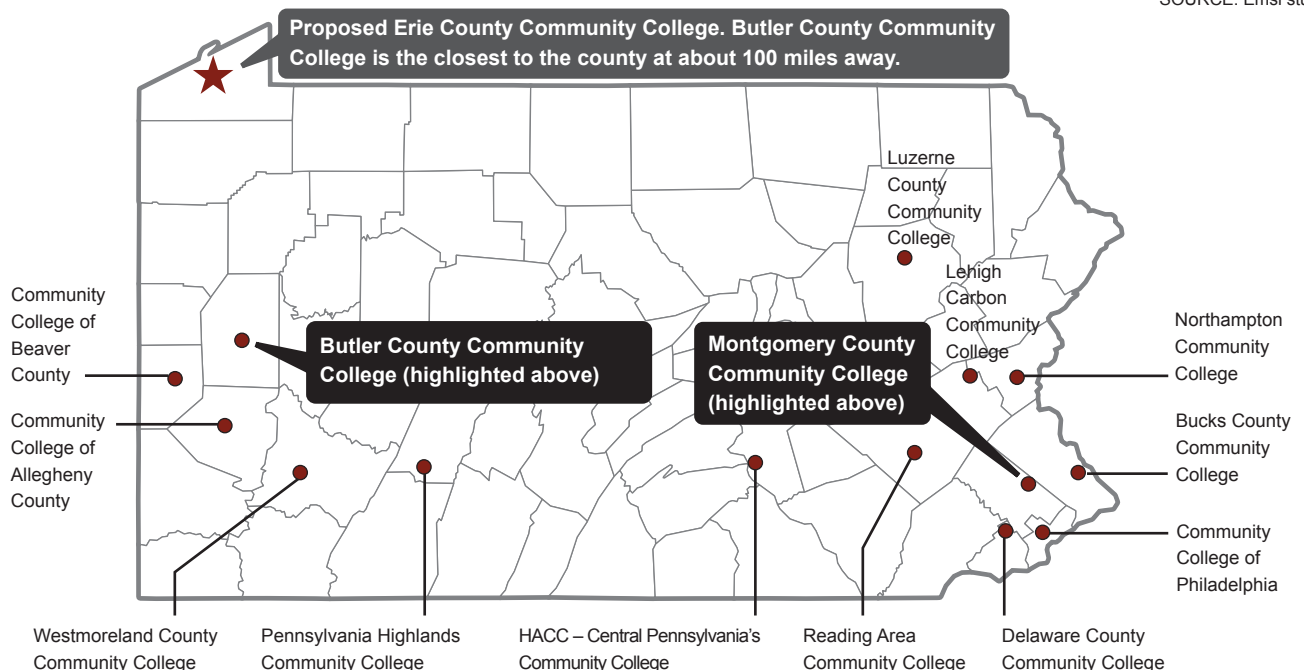 SOURCE: Emsi stu
Proposed Erie County Community College. Butler County Community
College is the closest to the county at about 100 miles away.
Luzerne
County
Community
College
Lehigh
Carbon
Community
College
Community
College of
Beaver
County
Butler County Community
College (highlighted above)
Montgomery County
Community College
(highlighted above)
Northampton
Community
College
Community
College of
Allegheny
County
Bucks County
Community
College
Community
College of
Philadelphia
Westmoreland County
Community College
Pennsylvania Highlands
Community College
HACC – Central Pennsylvania's
Community College
Reading Area
Community College
Delaware County
Community College